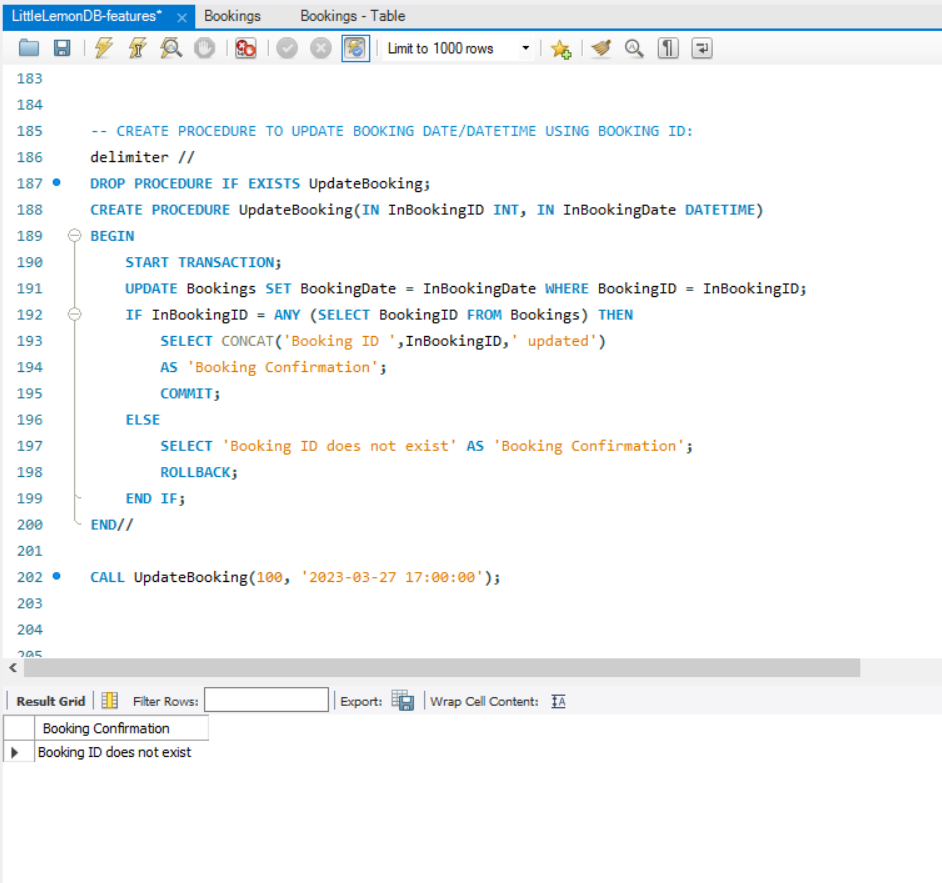 LittleLemonDB-features* × Bookings Bookings - Table
Limit to 1000 rows
183
184
185 -- CREATE PROCEDURE TO UPDATE BOOKING DATE/DATETIME USING BOOKING ID:
186 delimiter //
187 DROP PROCEDURE IF EXISTS UpdateBooking;
188 CREATE PROCEDURE UpdateBooking(IN InBookingID INT, IN InBookingDate DATETIME)
189 BEGIN
190 START TRANSACTION;
191 UPDATE Bookings SET BookingDate = InBookingDate WHERE BookingID = InBookingID;
192 IF InBookingID = ANY (SELECT BookingID FROM Bookings) THEN
193 SELECT CONCAT('Booking ID ',InBookingID,' updated')
194 AS 'Booking Confirmation';
195 COMMIT;
196 ELSE
197 SELECT 'Booking ID does not exist' AS 'Booking Confirmation';
198 ROLLBACK;
199 END IF;
200 END//
201
202 CALL UpdateBooking(100, '2023-03-27 17:00:00');
203
204
205
Result Grid Filter Rows: Export: Wrap Cell Content: IA
Booking Confirmation
Booking ID does not exist